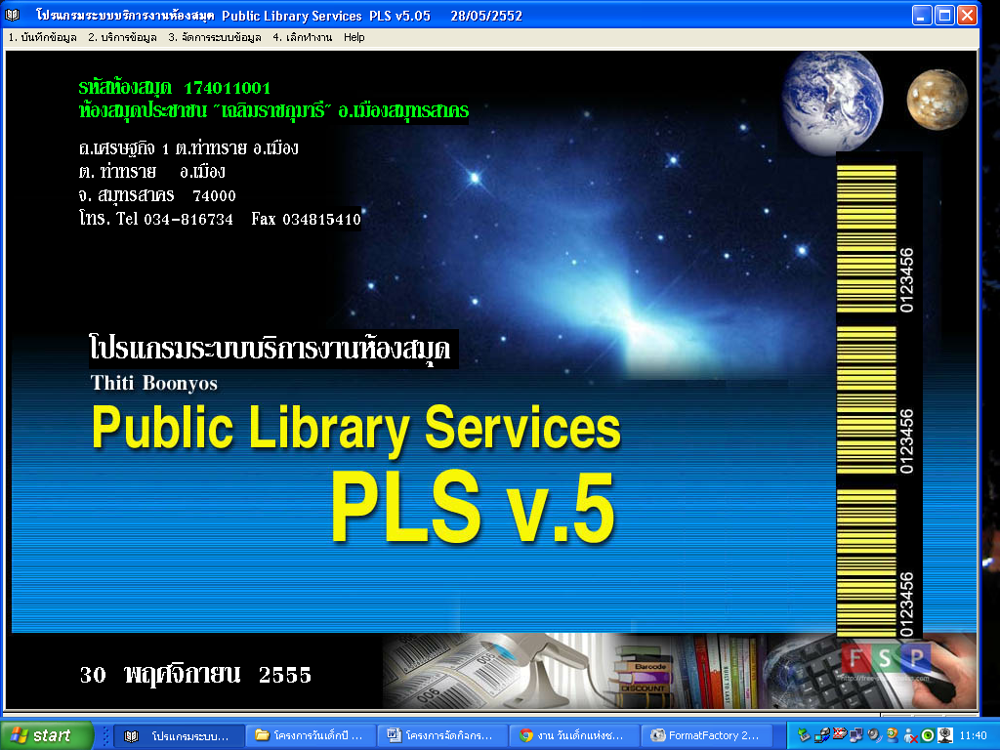 โปรแกรมระบบบริการงานห้องสมุด Public Library Services PLS v5.05 28/05/2552
1. บันทึกข้อมูล 2. บริการข้อมูล 3. จัดการระบบข้อมูล 4. เลิกทำงาน Help
รหัสห้องสมุด 174011001
ห้องสมุดประชาชน "เฉลิมราชกุมารี" อ.เมืองสมุทรสาคร
ถ.เศรษฐกิจ 1 ต.ท่าทราย อ.เมือง
ต. ท่าทราย อ.เมือง
จ. สมุทรสาคร 74000
โทร. Tel 034-816734 Fax 034815410
0123456
โปรแกรมระบบบริการงานห้องสมุด
Thiti Boonyos
Public Library Services
0123456
PLS v.5
0123456
30 พฤศจิกายน 2555
Barcode
DISCOUNT
BUILT TO LAST
006
008
FSP
start
โปรแกรมระบบ...
โครงการวันเด็กปี ...
โครงการจัดกิจกร...
งาน วันเด็กแห่งช...
FormatFactory 2...
11:40